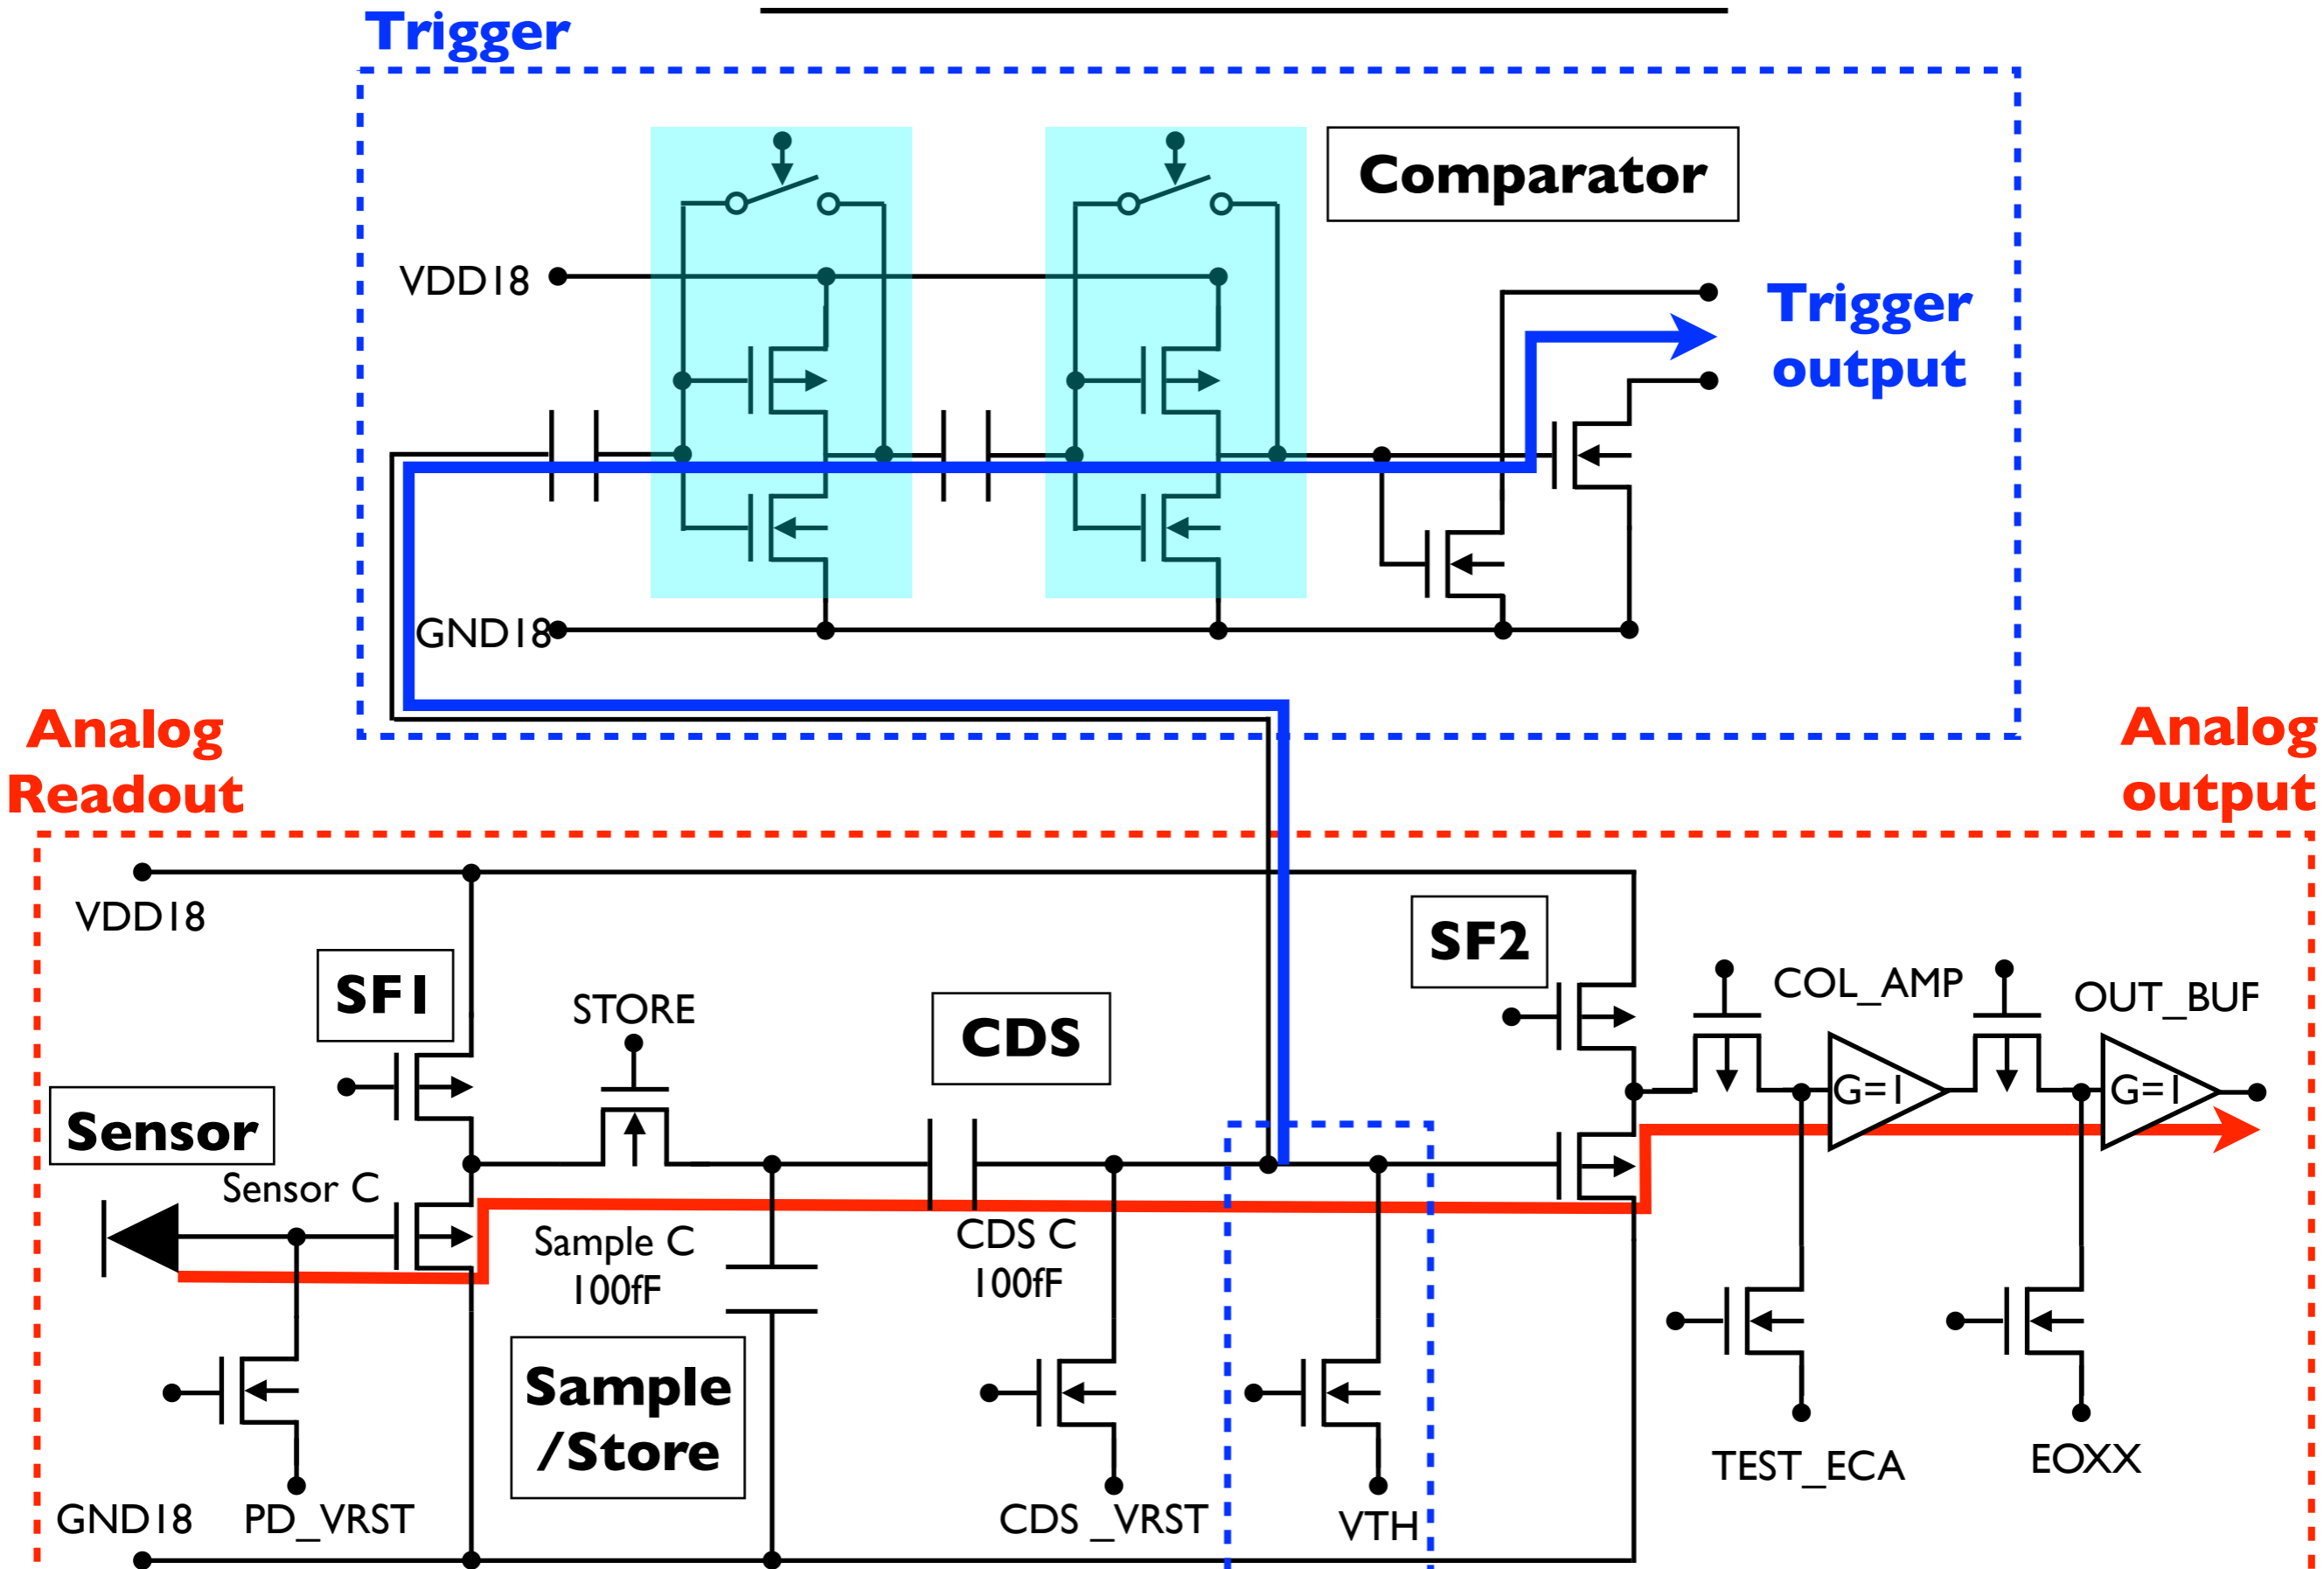 Trigger
Comparator
VDD18
Trigger
output
GND18
Analog
Readout
Analog
output
VDD18
SF1
SF2
STORE
CDS
COL_AMP
OUT_BUF
G=1
G=1
Sensor
Sensor C
Sample C
100fF
CDS C
100fF
Sample
/Store
TEST_ECA
EOXX
GND18
PD_VRST
CDS _VRST
VTH